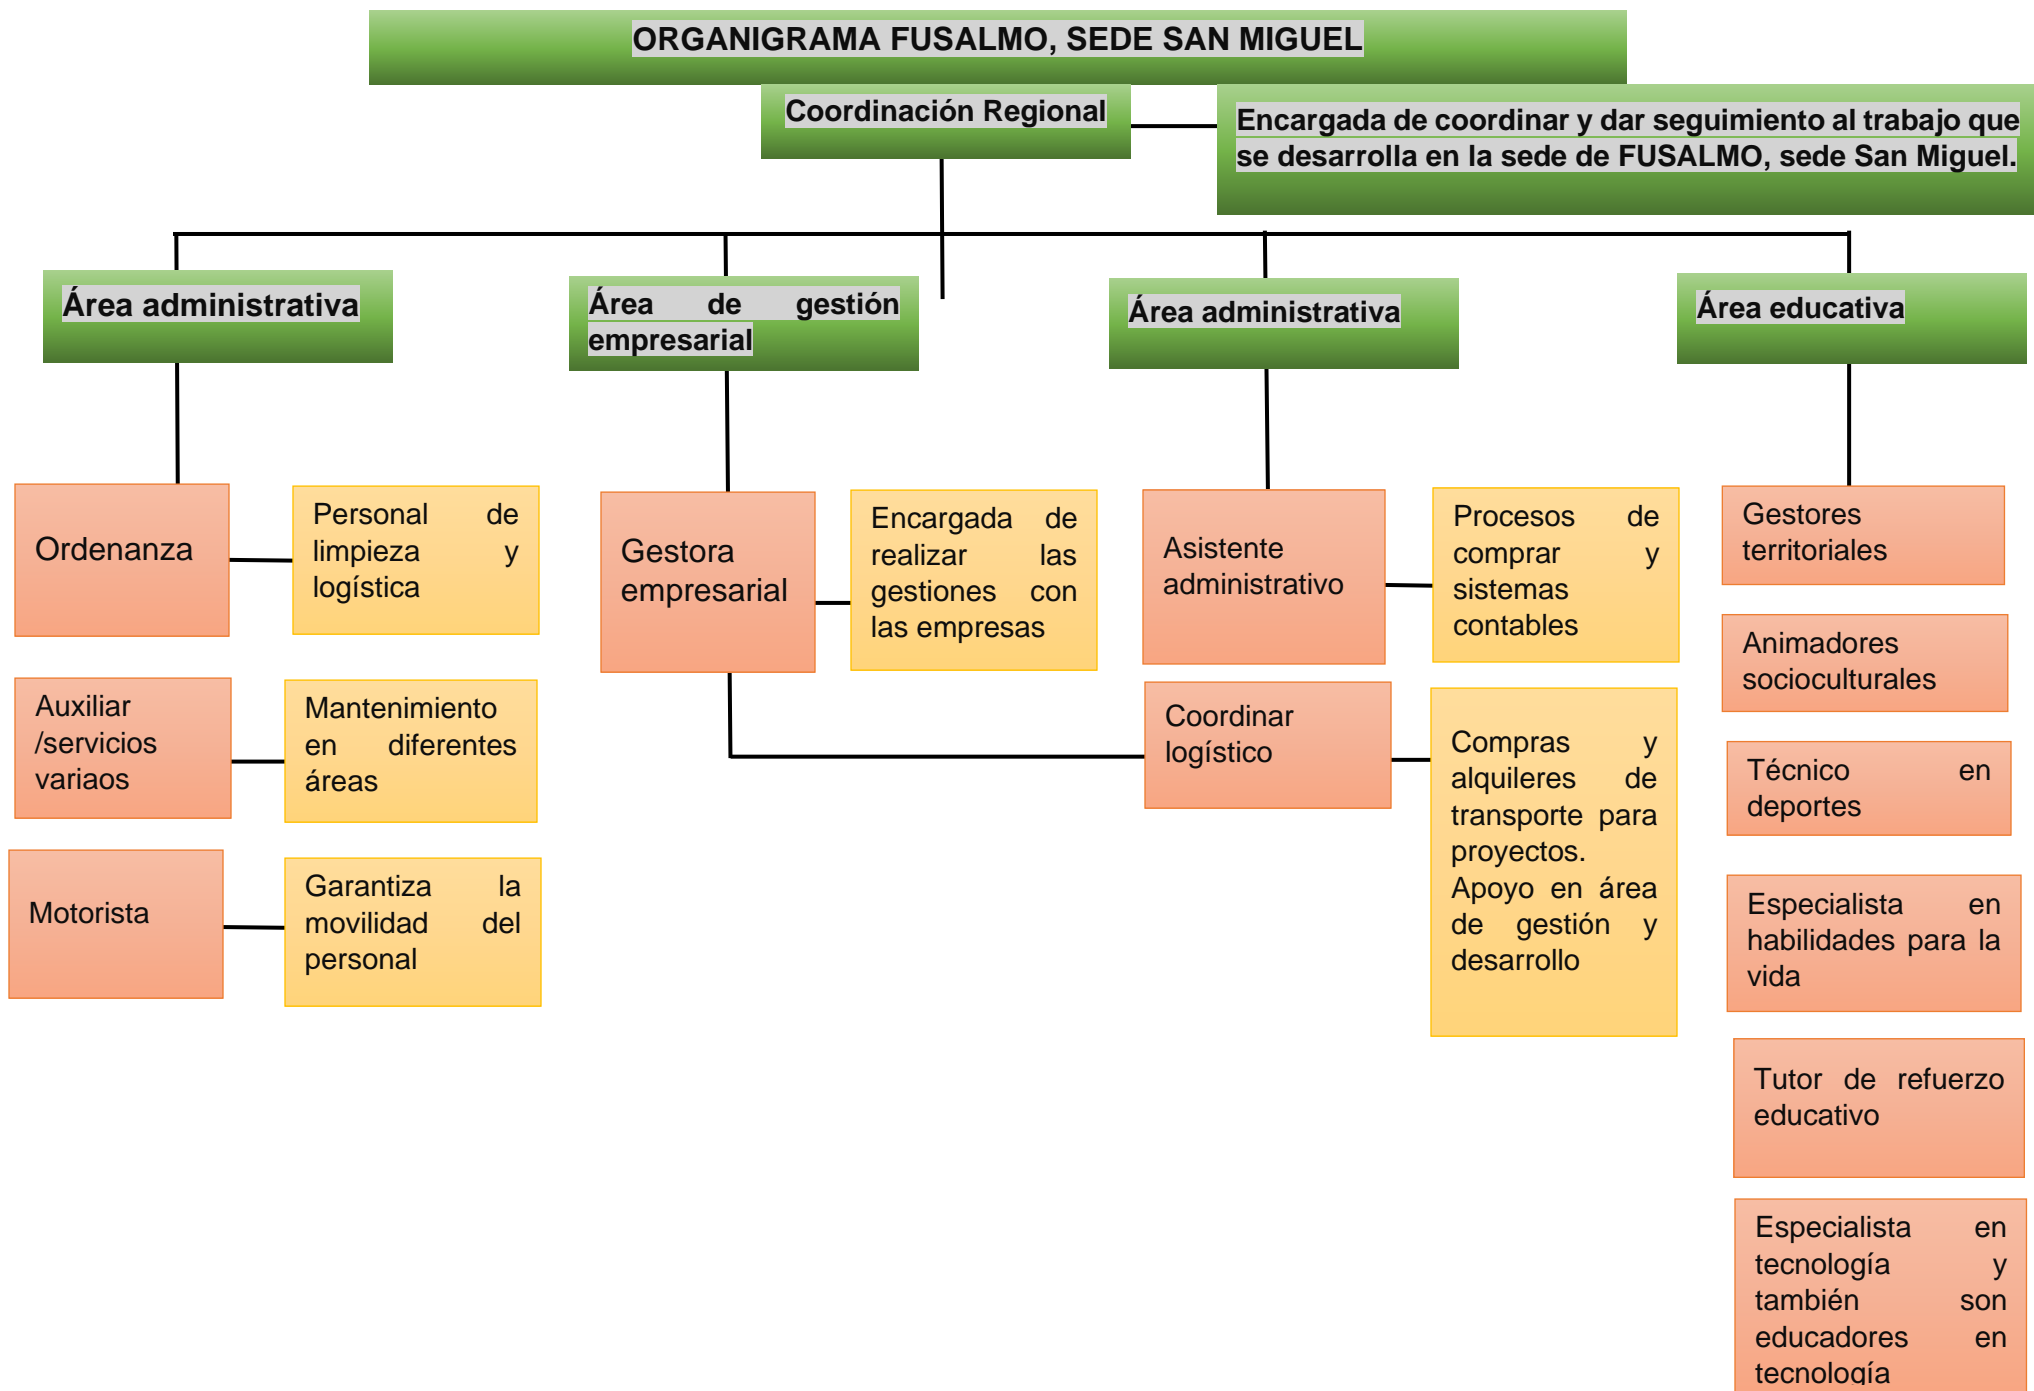 ORGANIGRAMA FUSALMO, SEDE SAN MIGUEL
Coordinación Regional
Encargada de coordinar y dar seguimiento al trabajo que
se desarrolla en la sede de FUSALMO, sede San Miguel.
Área administrativa
Área de gestión
empresarial
Área administrativa
Área educativa
Ordenanza
Personal de
limpieza y
logística
Gestora
empresarial
Encargada de
realizar las
gestiones con
las empresas
Asistente
administrativo
Procesos de
comprar y
sistemas
contables
Gestores
territoriales
Animadores
socioculturales
Auxiliar
/servicios
variaos
Mantenimiento
en diferentes
áreas
Coordinar
logístico
Compras y
alquileres de
transporte para
proyectos.
Apoyo en área
de gestión y
desarrollo
Técnico en
deportes
Motorista
Garantiza la
movilidad del
personal
Especialista en
habilidades para la
vida
Tutor de refuerzo
educativo
Especialista en
tecnología y
también son
educadores en
tecnología